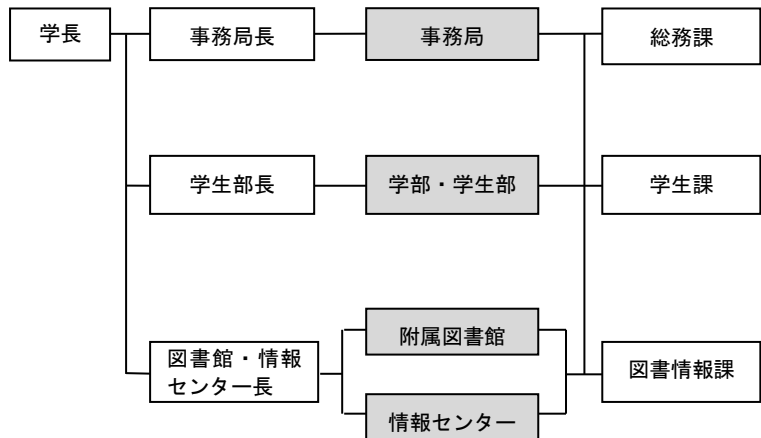 学長
事務局長
事務局
総務課
学生部長
学部・学生部
学生課
図書館・情報
センター長
附属図書館
図書情報課
情報センター